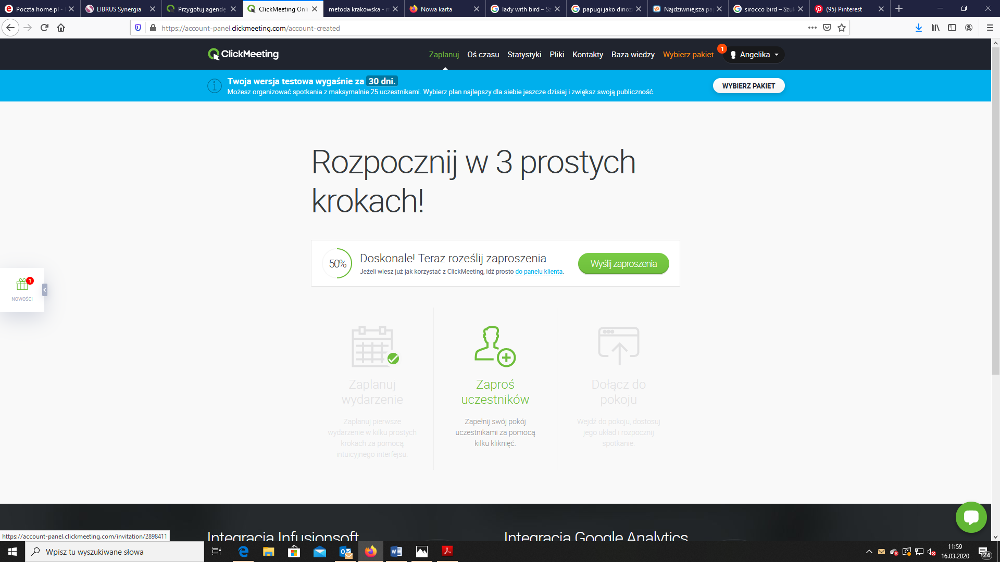 Poczta home.pl -
LIBRUS Synergia
Przygotuj agendę
ClickMeeting Onli
metoda krakowska - n
Nowa karta
lady with bird – Sz
papugi jako dinoz
Najdziwniejsza pa
sirocco bird – Szuk
(95) Pinterest
https://account-panel.clickmeeting.com/account-created
ClickMeeting
Zaplanuj Oś czasu Statystyki Pliki Kontakty Baza wiedzy Wybierz pakiet 1 Angelika
Twoja wersja testowa wygaśnie za 30 dni.
Możesz organizować spotkania z maksymalnie 25 uczestnikami. Wybierz plan najlepszy dla siebie jeszcze dzisiaj i zwiększ swoją publiczność.
WYBIERZ PAKIET
Rozpocznij w 3 prostych
krokach!
50%
Doskonale! Teraz roześlij zaproszenia
Jeżeli wiesz już jak korzystać z ClickMeeting, idź prosto do panelu klienta.
Wyślij zaproszenia
1
NOWOŚCI
Zaplanuj
wydarzenie
Zaplanuj pierwsze
wydarzenie w kilku prostych
krokach za pomocą
intuicyjnego interfejsu.
Zaproś
uczestników
Zapełnij swój pokój
uczestnikami za pomocą
kilku kliknięć.
Dołącz do
pokoju
Wejdź do pokoju, dostosuj
jego układ i rozpocznij
spotkanie.
Integracja Infusionsoft
Integracja Google Analytics
https://account-panel.clickmeeting.com/invitation/2898411
Wpisz tu wyszukiwane słowa
11:59
16.03.2020
24